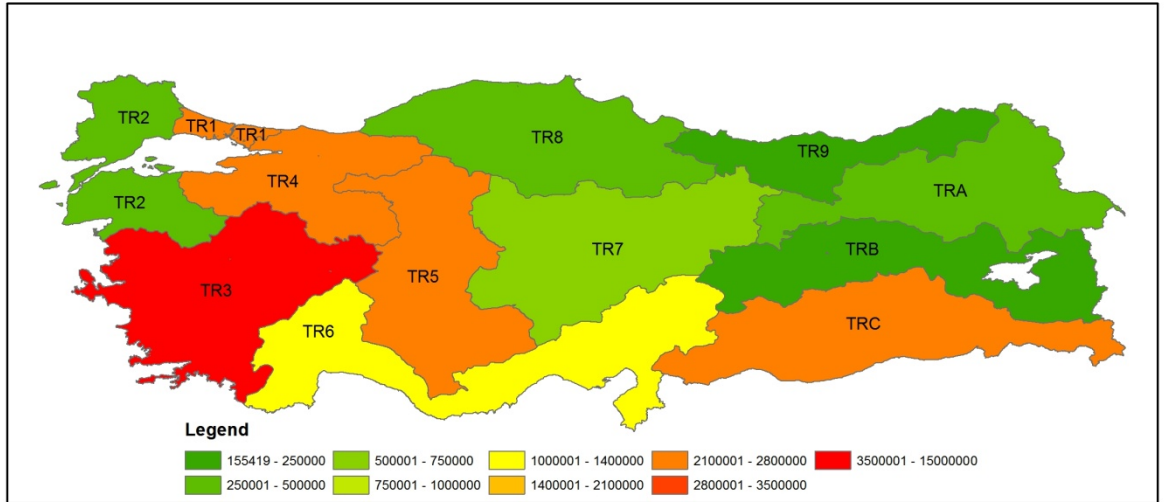 TR2
TR1
TR1
TR8
TR9
TR4
TRA
TR2
TRB
TR7
TR5
TR3
TRC
TR6
Legend
155419 - 250000
500001 - 750000
1000001 - 1400000
2100001 - 2800000
3500001 - 15000000
250001 - 500000
750001 - 1000000
1400001 - 2100000
2800001 - 3500000